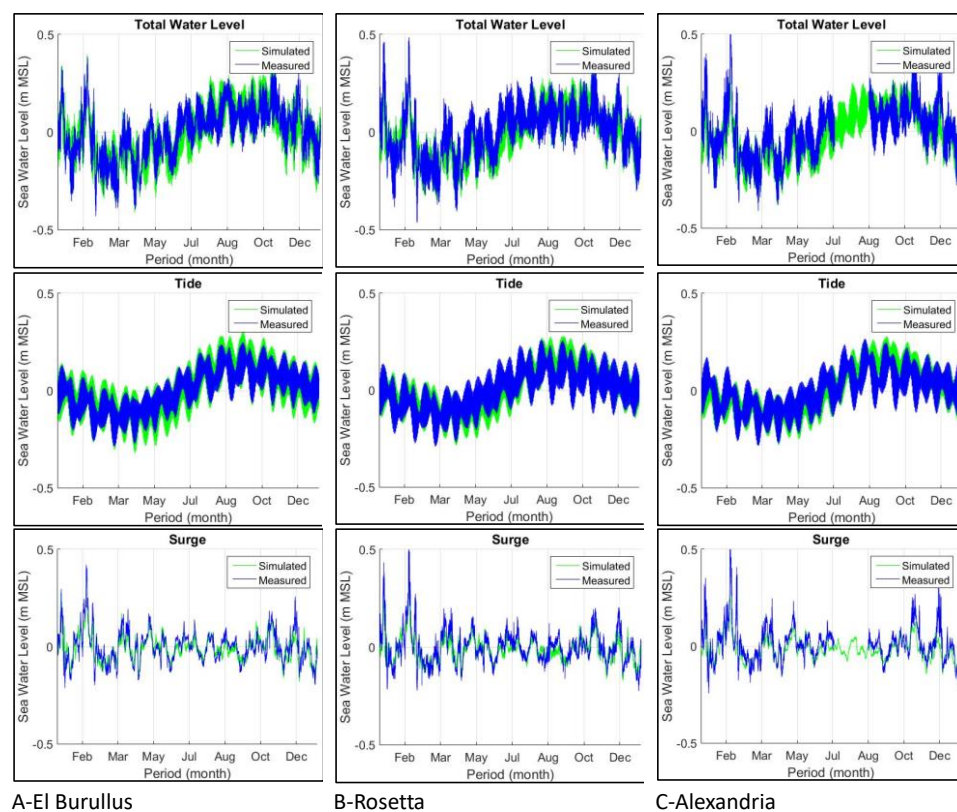 Total Water Level
Simulated
Measured
0.5
0
-0.5
Sea Water Level (m MSL)
Feb Mar May Jul Aug Oct Dec
Period (month)
Total Water Level
Simulated
Measured
0.5
0
-0.5
Sea Water Level (m MSL)
Feb Mar May Jul Aug Oct Dec
Period (month)
Total Water Level
Simulated
Measured
0.5
0
-0.5
Sea Water Level (m MSL)
Feb Mar May Jul Aug Oct Dec
Period (month)
Tide
Simulated
Measured
0.5
0
-0.5
Sea Water Level (m MSL)
Feb Mar May Jul Aug Oct Dec
Period (month)
Tide
Simulated
Measured
0.5
0
-0.5
Sea Water Level (m MSL)
Feb Mar May Jul Aug Oct Dec
Period (month)
Tide
Simulated
Measured
0.5
0
-0.5
Sea Water Level (m MSL)
Feb Mar May Jul Aug Oct Dec
Period (month)
Surge
Simulated
Measured
0.5
0
-0.5
Sea Water Level (m MSL)
Feb Mar May Jul Aug Oct Dec
Period (month)
Surge
Simulated
Measured
0.5
0
-0.5
Sea Water Level (m MSL)
Feb Mar May Jul Aug Oct Dec
Period (month)
Surge
Simulated
Measured
0.5
0
-0.5
Sea Water Level (m MSL)
Feb Mar May Jul Aug Oct Dec
Period (month)
A-El Burullus
B-Rosetta
C-Alexandria